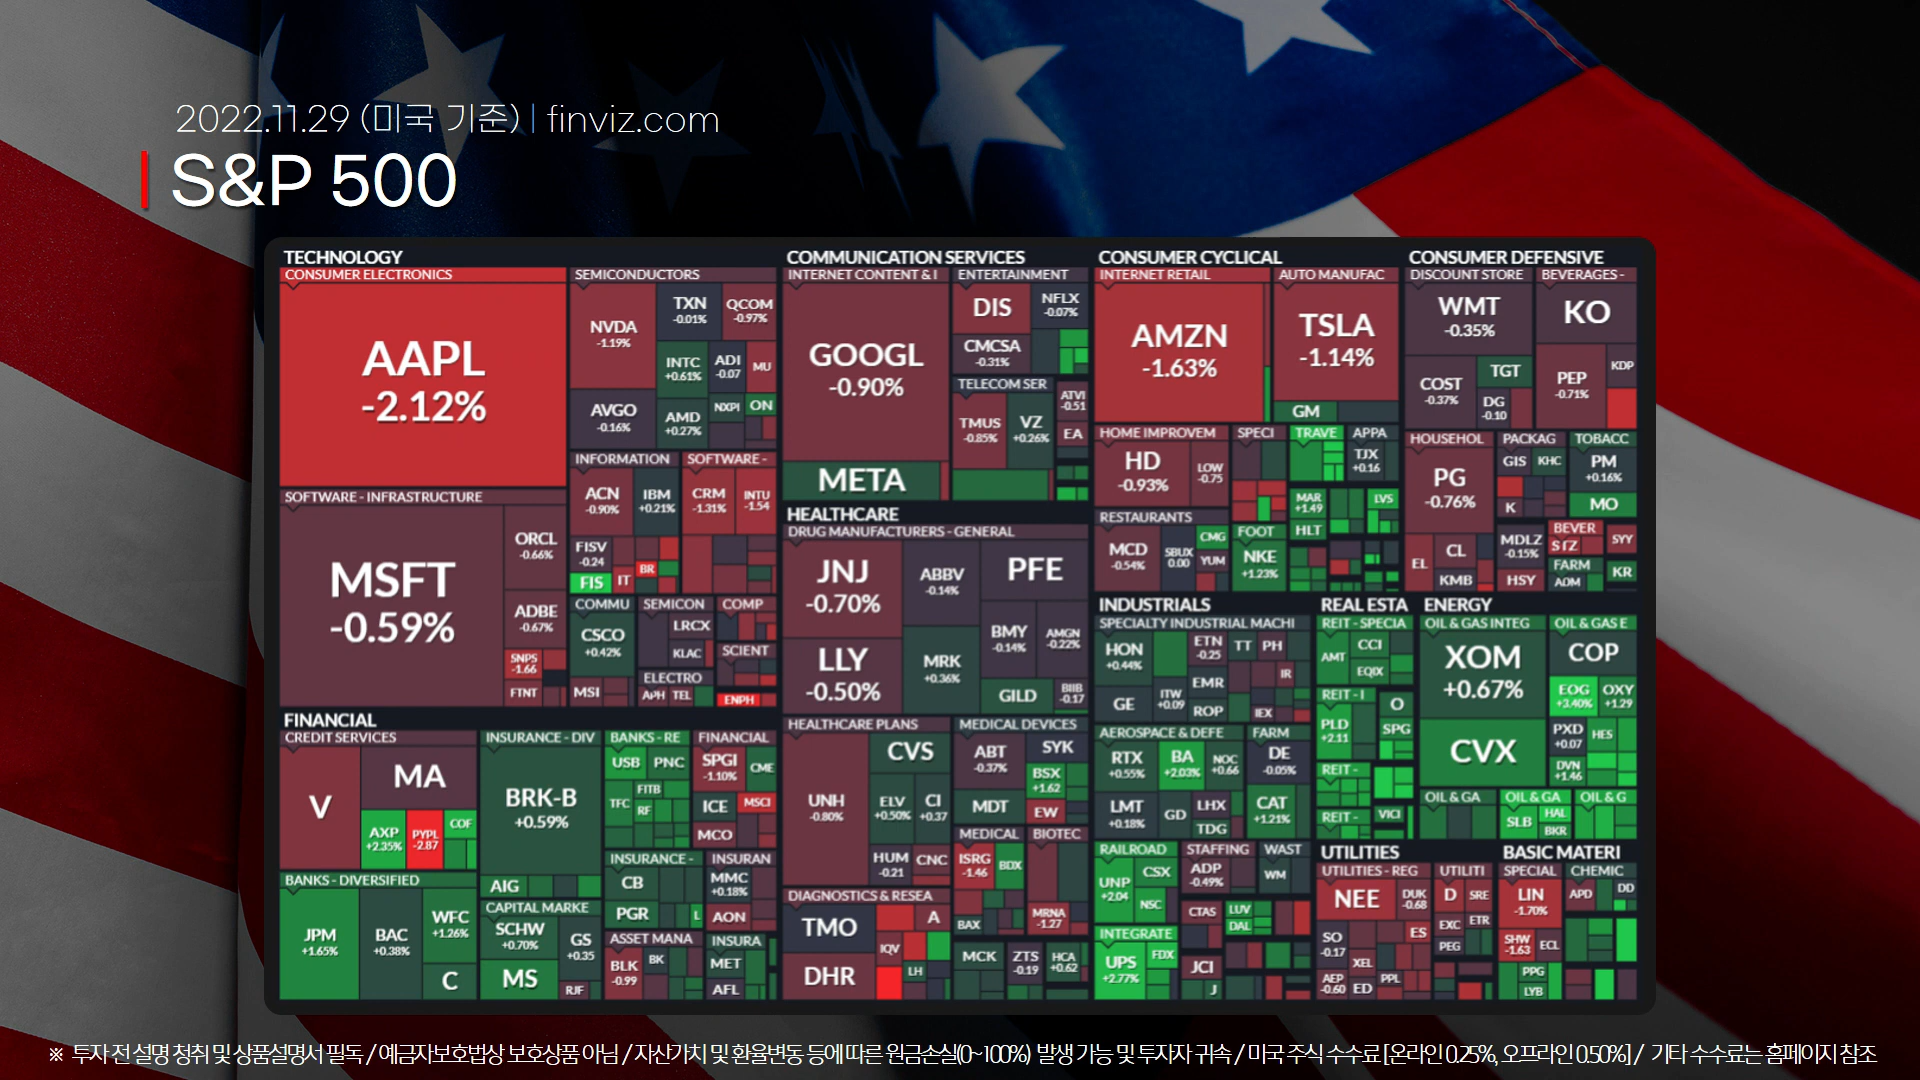 2022.11.29 (미국 기준) | finviz.com
S&P 500
TECHNOLOGY
CONSUMER ELECTRONICS
AAPL
-2.12%
SOFTWARE - INFRASTRUCTURE
MSFT
-0.59%
ORCL
-0.66%
ADBE
-0.67%
SNPS
-1.66
FTNT
SEMICONDUCTORS
NVDA
-1.19%
TXN
-0.01%
QCOM
-0.97%
INTC
+0.61%
ADI
-0.07
MU
AVGO
-0.16%
AMD
+0.27%
NXPI
ON
INFORMATION
ACN
-0.90%
IBM
+0.21%
FISV
-0.24
FIS
IT
BR
SOFTWARE -
CRM
-1.31%
INTU
-1.54
COMMU
CSCO
+0.42%
MSI
SEMICON
LRCX
KLAC
ELECTRO
APH
TEL
COMP
SCIENT
ENPH
FINANCIAL
CREDIT SERVICES
V
MA
AXP
+2.35%
PYPL
-2.87
COF
BANKS - DIVERSIFIED
JPM
+1.65%
BAC
+0.38%
WFC
+1.26%
C
INSURANCE - DIV
BRK-B
+0.59%
AIG
CAPITAL MARKE
SCHW
+0.70%
GS
+0.35
MS
RJF
BANKS - RE
USB
PNC
TFC
FITB
RF
FINANCIAL
SPGI
-1.10%
CME
ICE
MSCI
MCO
INSURANCE -
CB
PGR
L
INSURAN
MMC
+0.18%
AON
ASSET MANA
BLK
-0.99
BK
INSURA
MET
AFL
COMMUNICATION SERVICES
INTERNET CONTENT & I
GOOGL
-0.90%
META
ENTERTAINMENT
DIS
NFLX
-0.07%
CMCSA
-0.31%
TELECOM SER
TMUS
-0.85%
VZ
+0.26%
ATVI
-0.51
EA
HEALTHCARE
DRUG MANUFACTURERS - GENERAL
JNJ
-0.70%
ABBV
-0.14%
PFE
LLY
-0.50%
MRK
+0.36%
BMY
-0.14%
AMGN
-0.22%
GILD
BIIB
-0.17
HEALTHCARE PLANS
UNH
-0.80%
CVS
ELV
+0.50%
CI
+0.37
HUM
-0.21
CNC
MEDICAL DEVICES
ABT
-0.37%
SYK
BSX
+1.62
MDT
EW
MEDICAL
ISRG
-1.46
BDX
BAX
BIOTEC
MRNA
-1.27
DIAGNOSTICS & RESEA
TMO
DHR
A
IQV
LH
MCK
ZTS
-0.19
HCA
+0.62
CONSUMER CYCLICAL
INTERNET RETAIL
AMZN
-1.63%
AUTO MANUFAC
TSLA
-1.14%
GM
HOME IMPROVEM
HD
-0.93%
LOW
-0.75
SPECI
TRAVE
MAR
+1.49
HLT
APPA
TJX
+0.16
LVS
RESTAURANTS
MCD
-0.54%
SBUX
0.00
CMG
YUM
FOOT
NKE
+1.23%
CONSUMER DEFENSIVE
DISCOUNT STORE
WMT
-0.35%
COST
-0.37%
TGT
DG
-0.10
BEVERAGES -
KO
PEP
-0.71%
KDP
HOUSEHOL
PG
-0.76%
EL
CL
KMB
PACKAG
GIS
KHC
K
MDLZ
-0.15%
HSY
TOBACC
PM
+0.16%
MO
BEVER
STZ
SYY
FARM
ADM
KR
INDUSTRIALS
SPECIALTY INDUSTRIAL MACHI
HON
+0.44%
ETN
-0.25
TT
PH
GE
ITW
+0.09
EMR
ROP
IR
IEX
AEROSPACE & DEFE
RTX
+0.55%
BA
+2.03%
NOC
+0.66
LMT
+0.18%
GD
LHX
TDG
FARM
DE
-0.05%
CAT
+1.21%
RAILROAD
UNP
+2.04
CSX
NSC
STAFFING
ADP
-0.49%
WAST
WM
CTAS
LUV
DAL
INTEGRATE
UPS
+2.77%
FDX
JCI
J
REAL ESTA
REIT - SPECIA
AMT
CCI
EQIX
REIT - I
PLD
+2.11
O
SPG
REIT -
REIT -
VICI
ENERGY
OIL & GAS INTEG
XOM
+0.67%
CVX
OIL & GAS E
COP
EOG
+3.40%
OXY
+1.29
PXD
+0.07
HES
DVN
+1.46
OIL & GA
OIL & GA
SLB
HAL
BKR
OIL & G
UTILITIES
UTILITIES - REG
NEE
DUK
-0.68
SO
-0.17
ES
XEL
AEP
-0.60
ED
PPL
UTILITI
D
SRE
EXC
ETR
PEG
BASIC MATERI
SPECIAL
LIN
-1.70%
SHW
-1.63
ECL
PPG
LYB
CHEMIC
APD
DD
※ 투자 전 설명 청취 및 상품설명서 필독 / 예금자보호법상 보호상품 아님 / 자산가치 및 환율변동 등에 따른 원금손실(0~100%) 발생 가능 및 투자자 귀속 / 미국 주식 수수료 [온라인 0.25%, 오프라인 0.50%] / 기타 수수료는 홈페이지 참조